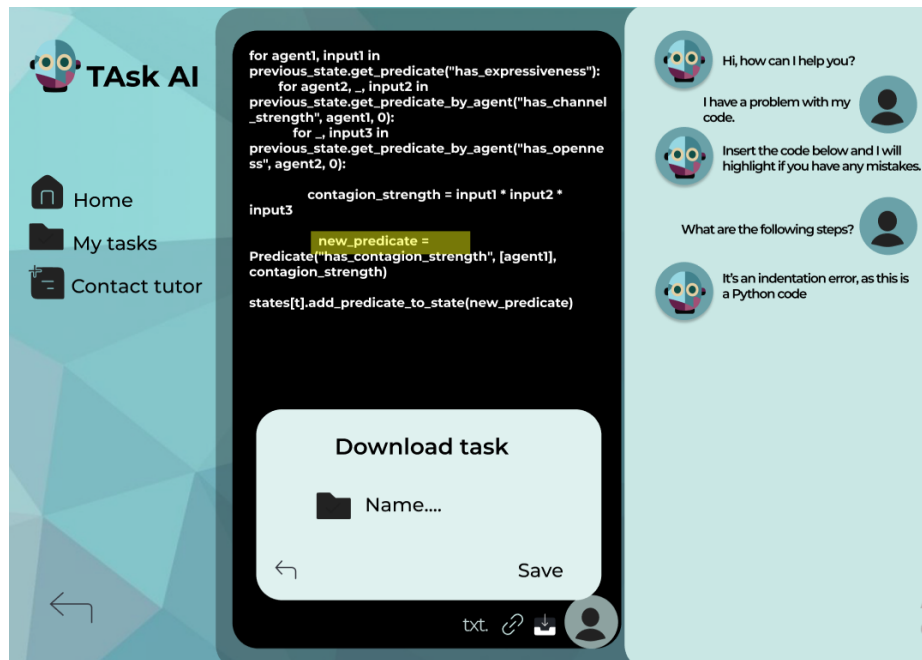 TAsk AI
Home
My tasks
Contact tutor
for agent1, input1 in
previous_state.get_predicate("has_expressiveness"):
for agent2, _, input2 in
previous_state.get_predicate_by_agent("has_channel
_strength", agent1, 0):
for _, input3 in
previous_state.get_predicate_by_agent("has_openne
ss", agent2, 0):
contagion_strength = input1 * input2 *
input3
new_predicate =
Predicate("has_contagion_strength", [agent1],
contagion_strength)
states[t].add_predicate_to_state(new_predicate)
Download task
Name....
Save
txt.
Hi, how can I help you?
I have a problem with my
code.
Insert the code below and I will
highlight if you have any mistakes.
What are the following steps?
It's an indentation error, as this is
a Python code